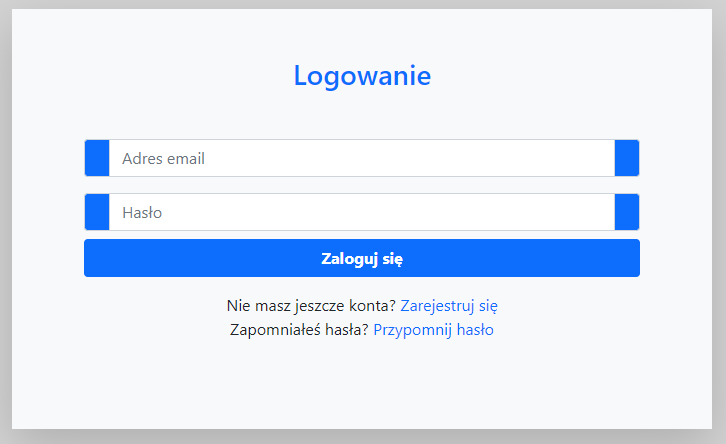 Logowanie
Adres email
Hasło
Zaloguj się
Nie masz jeszcze konta? Zarejestruj się
Zapomniałeś hasła? Przypomnij hasło